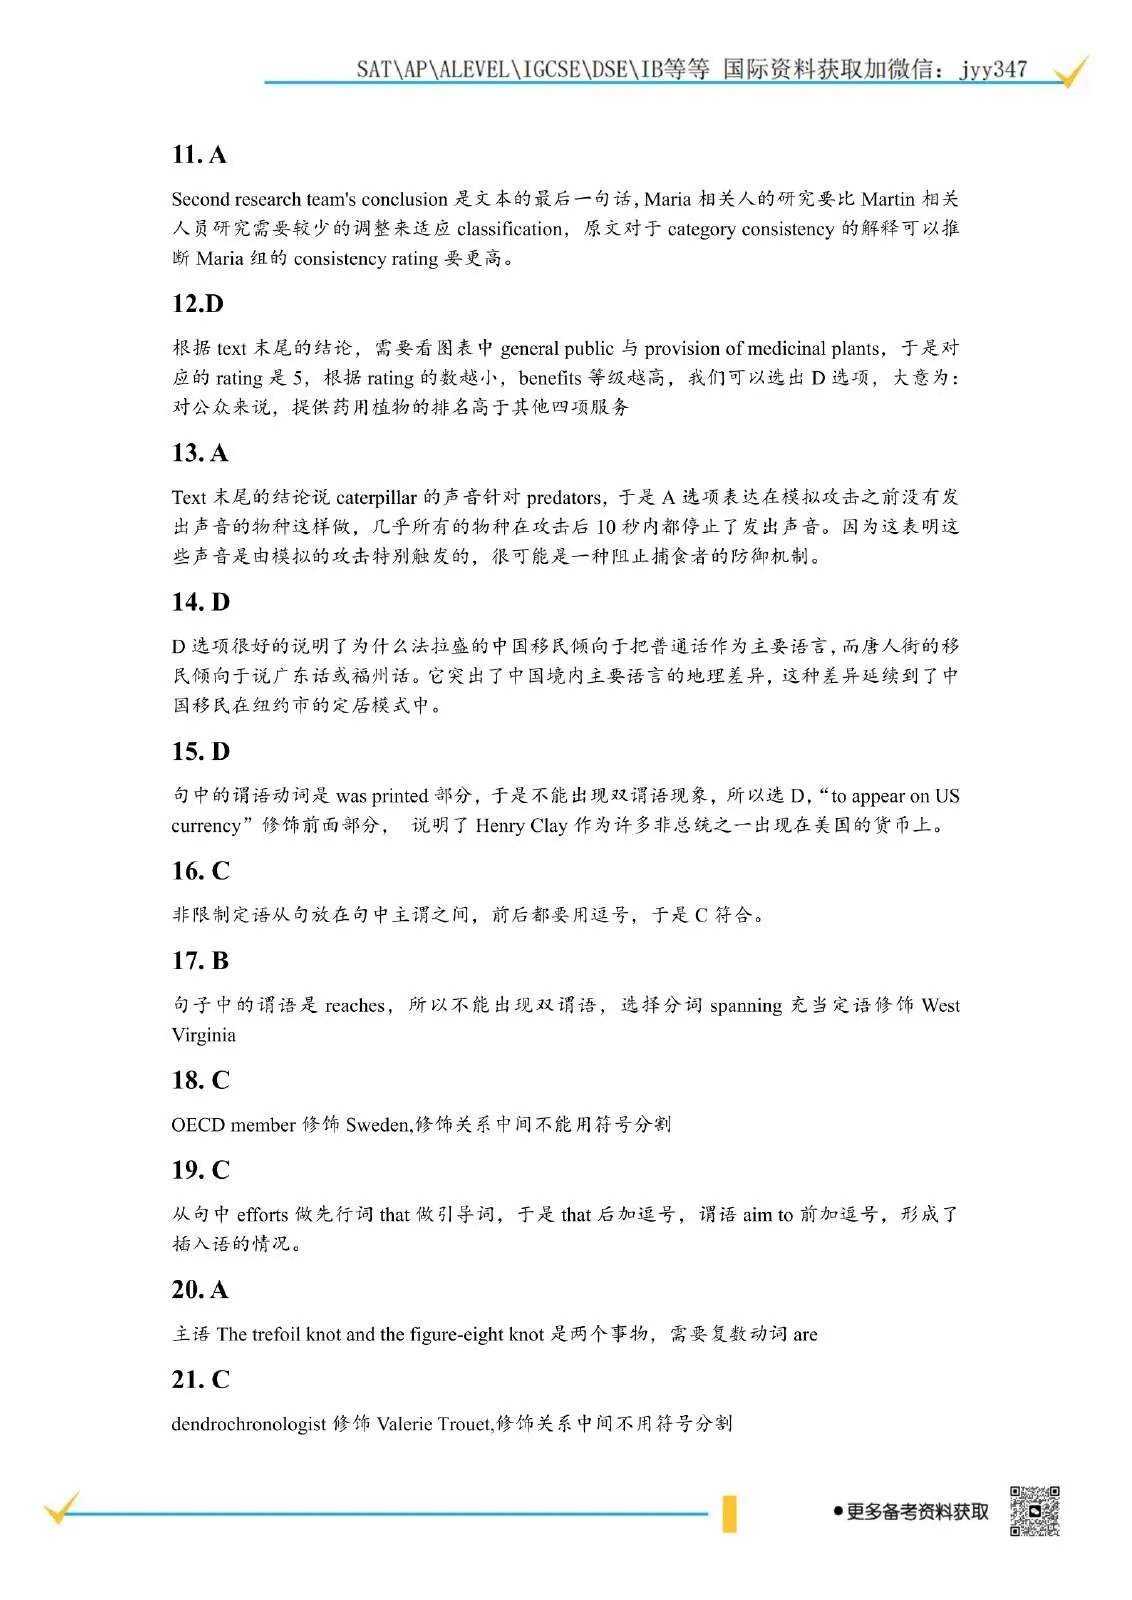 SAT\AP\ALEVEL\IGCSE\DSE\IB等等 国际资料获取加微信：jyy347
11. A
Second research team's conclusion 是文本的最后一句话，Maria 相关人的研究要比 Martin 相关
人员研究需要较少的调整来适应 classification，原文对于 category consistency 的解释可以推
断 Maria 组的 consistency rating 要更高。
12.D
根据 text 末尾的结论，需要看图表中 general public 与 provision of medicinal plants，于是对
应的 rating 是 5，根据 rating 的数越小，benefits 等级越高，我们可以选出 D 选项，大意为：
对公众来说，提供药用植物的排名高于其他四项服务
13. A
Text 末尾的结论说 caterpillar 的声音针对 predators，于是 A 选项表达在模拟攻击之前没有发
出声音的物种这样做，几乎所有的物种在攻击后 10 秒内都停止了发出声音。因为这表明这
些声音是由模拟的攻击特别触发的，很可能是一种阻止捕食者的防御机制。
14. D
D 选项很好的说明了为什么法拉盛的中国移民倾向于把普通话作为主要语言，而唐人街的移
民倾向于说广东话或福州话。它突出了中国境内主要语言的地理差异，这种差异延续到了中
国移民在纽约市的定居模式中。
15. D
句中的谓语动词是 was printed 部分，于是不能出现双谓语现象，所以选 D，“to appear on US
currency”修饰前面部分， 说明了 Henry Clay 作为许多非总统之一出现在美国的货币上。
16. C
非限制定语从句放在句中主谓之间，前后都要用逗号，于是 C 符合。
17. B
句子中的谓语是 reaches，所以不能出现双谓语，选择分词 spanning 充当定语修饰 West
Virginia
18. C
OECD member 修饰 Sweden,修饰关系中间不能用符号分割
19. C
从句中 efforts 做先行词 that 做引导词，于是 that 后加逗号，谓语 aim to 前加逗号，形成了
插入语的情况。
20. A
主语 The trefoil knot and the figure-eight knot 是两个事物，需要复数动词 are
21. C
dendrochronologist 修饰 Valerie Trouet,修饰关系中间不用符号分割
●更多备考资料获取